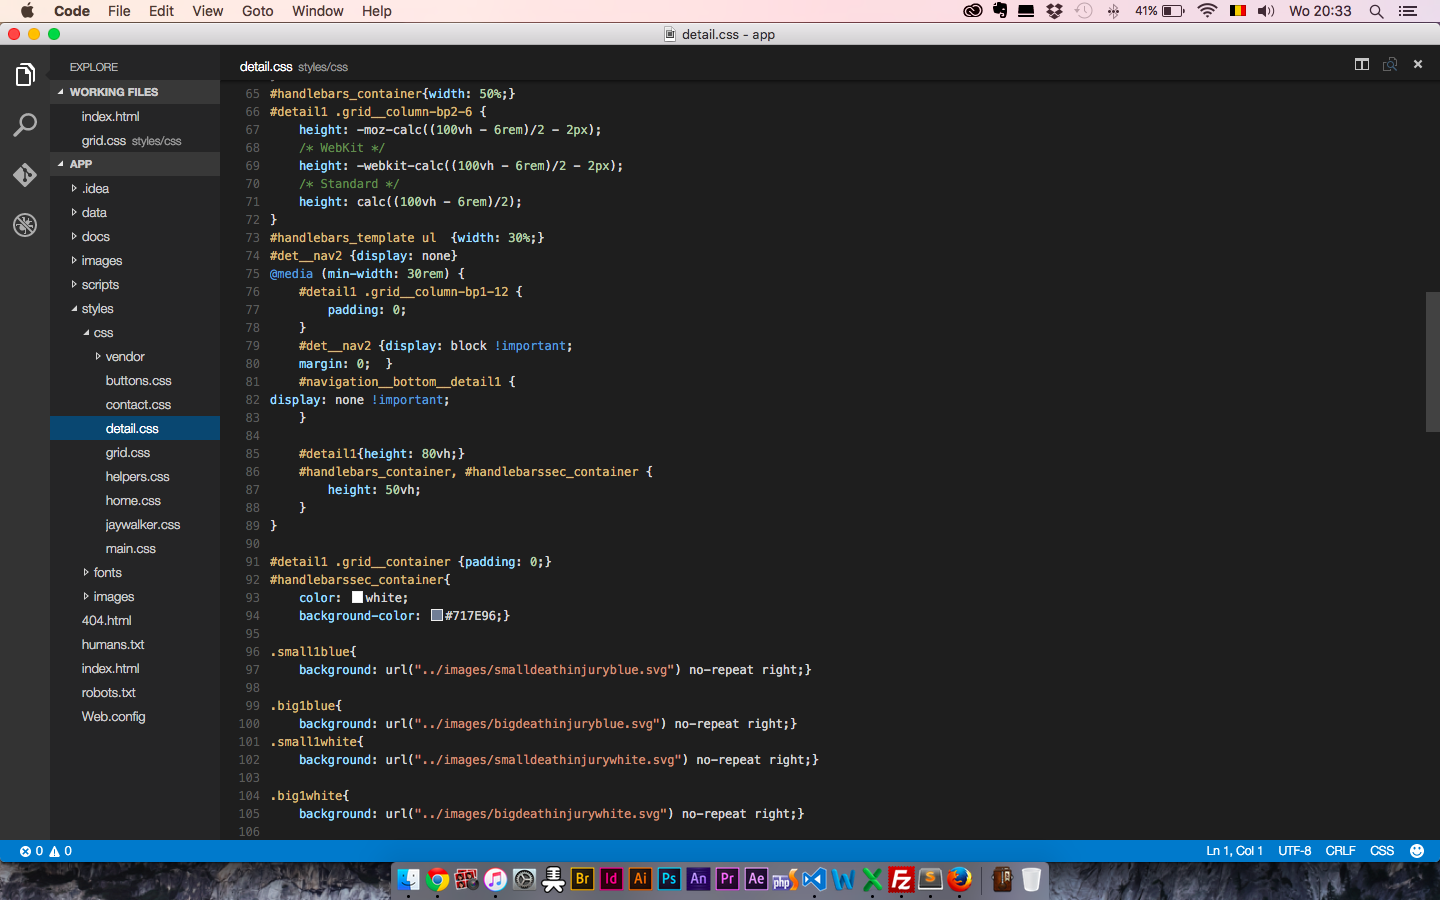 Code File Edit View Goto Window Help 41% Wo 20:33
detail.css - app
EXPLORE
WORKING FILES
index.html
grid.css styles/css
APP
.idea
data
docs
images
scripts
styles
css
vendor
buttons.css
contact.css
detail.css
grid.css
helpers.css
home.css
jaywalker.css
main.css
fonts
images
404.html
humans.txt
index.html
robots.txt
Web.config
detail.css styles/css
65 #handlebars_container{width: 50%;}
66 #detail1 .grid__column-bp2-6 {
67     height: -moz-calc((100vh - 6rem)/2 - 2px);
68     /* WebKit */
69     height: -webkit-calc((100vh - 6rem)/2 - 2px);
70     /* Standard */
71     height: calc((100vh - 6rem)/2);
72 }
73 #handlebars_template ul  {width: 30%;}
74 #det__nav2 {display: none}
75 @media (min-width: 30rem) {
76     #detail1 .grid__column-bp1-12 {
77         padding: 0;
78     }
79     #det__nav2 {display: block !important;
80     margin: 0;  }
81     #navigation__bottom__detail1 {
82 display: none !important;
83     }
84
85     #detail1{height: 80vh;}
86     #handlebars_container, #handlebarssec_container {
87         height: 50vh;
88     }
89 }
90
91 #detail1 .grid__container {padding: 0;}
92 #handlebarssec_container{
93     color: white;
94     background-color: #717E96;}
95
96 .small1blue{
97     background: url("../images/smalldeathinjuryblue.svg") no-repeat right;}
98
99 .big1blue{
100     background: url("../images/bigdeathinjuryblue.svg") no-repeat right;}
101 .small1white{
102     background: url("../images/smalldeathinjurywhite.svg") no-repeat right;}
103
104 .big1white{
105     background: url("../images/bigdeathinjurywhite.svg") no-repeat right;}
106
0 0 Ln 1, Col 1 UTF-8 CRLF CSS
Br Id Ai Ps An Pr Ae php W X Fz S